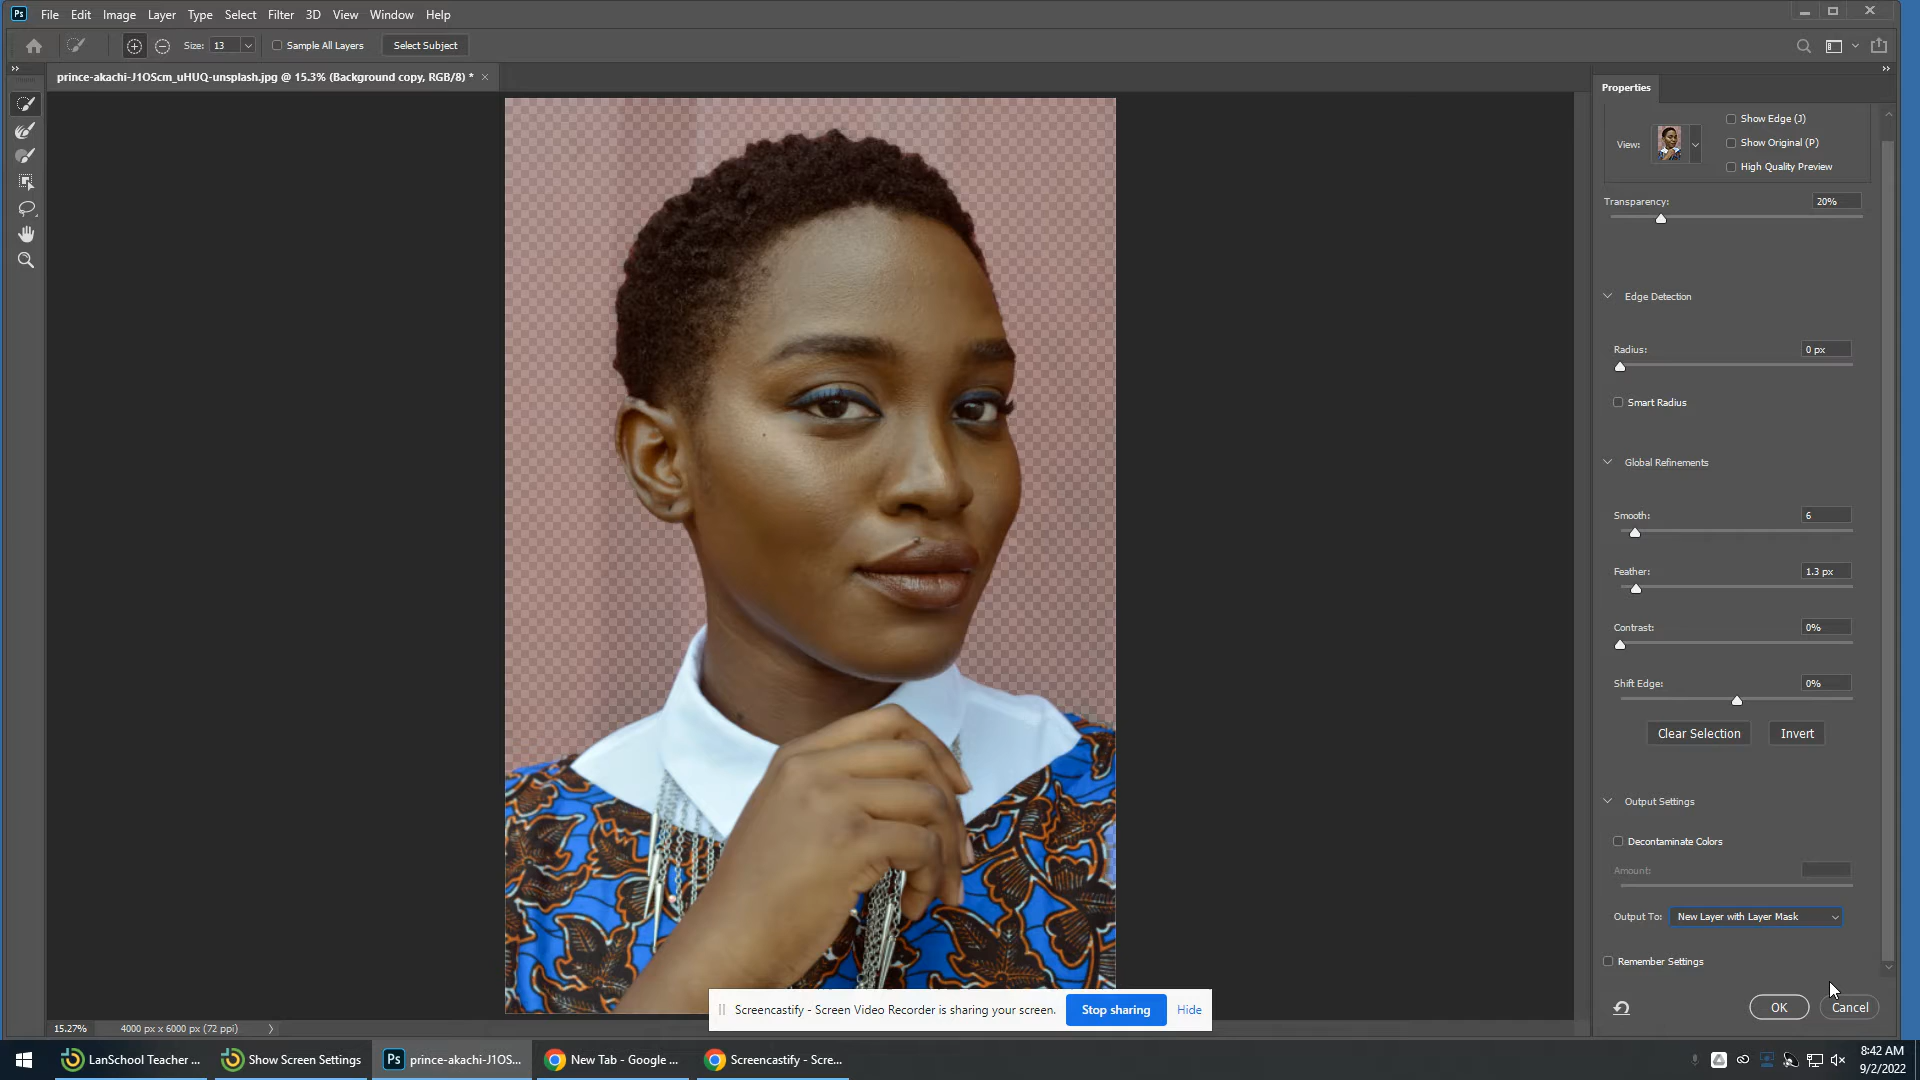 Ps File Edit Image Layer Type Select Filter 3D View Window Help
Size: 13 Sample All Layers Select Subject
prince-akachi-J1OScm_uHUQ-unsplash.jpg @ 15.3% (Background copy, RGB/8) *
Properties
Show Edge (J)
View: Show Original (P)
High Quality Preview
Transparency: 20%
Edge Detection
Radius: 0 px
Smart Radius
Global Refinements
Smooth: 6
Feather: 1.3 px
Contrast: 0%
Shift Edge: 0%
Clear Selection Invert
Output Settings
Decontaminate Colors
Amount:
Output To: New Layer with Layer Mask
Remember Settings
OK Cancel
Screencastify - Screen Video Recorder is sharing your screen. Stop sharing Hide
15.27% 4000 px x 6000 px (72 ppi)
LanSchool Teacher ... Show Screen Settings Ps prince-akachi-J1OS... New Tab - Google ... Screencastify - Scre...
8:42 AM
9/2/2022